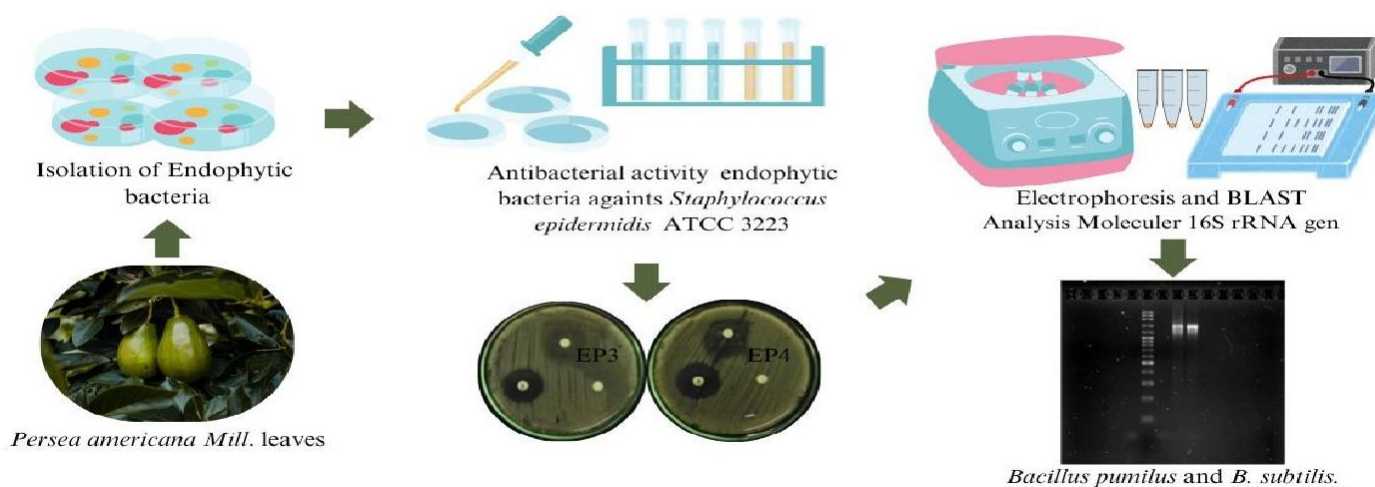 Isolation of Endophytic
bacteria
Persea americana Mill. leaves
Antibacterial activity endophytic
bacteria againts Staphylococcus
epidermidis ATCC 3223
EP3
EP4
Electrophoresis and BLAST
Analysis Moleculer 16S rRNA gen
Bacillus pumilus and B. subtilis.